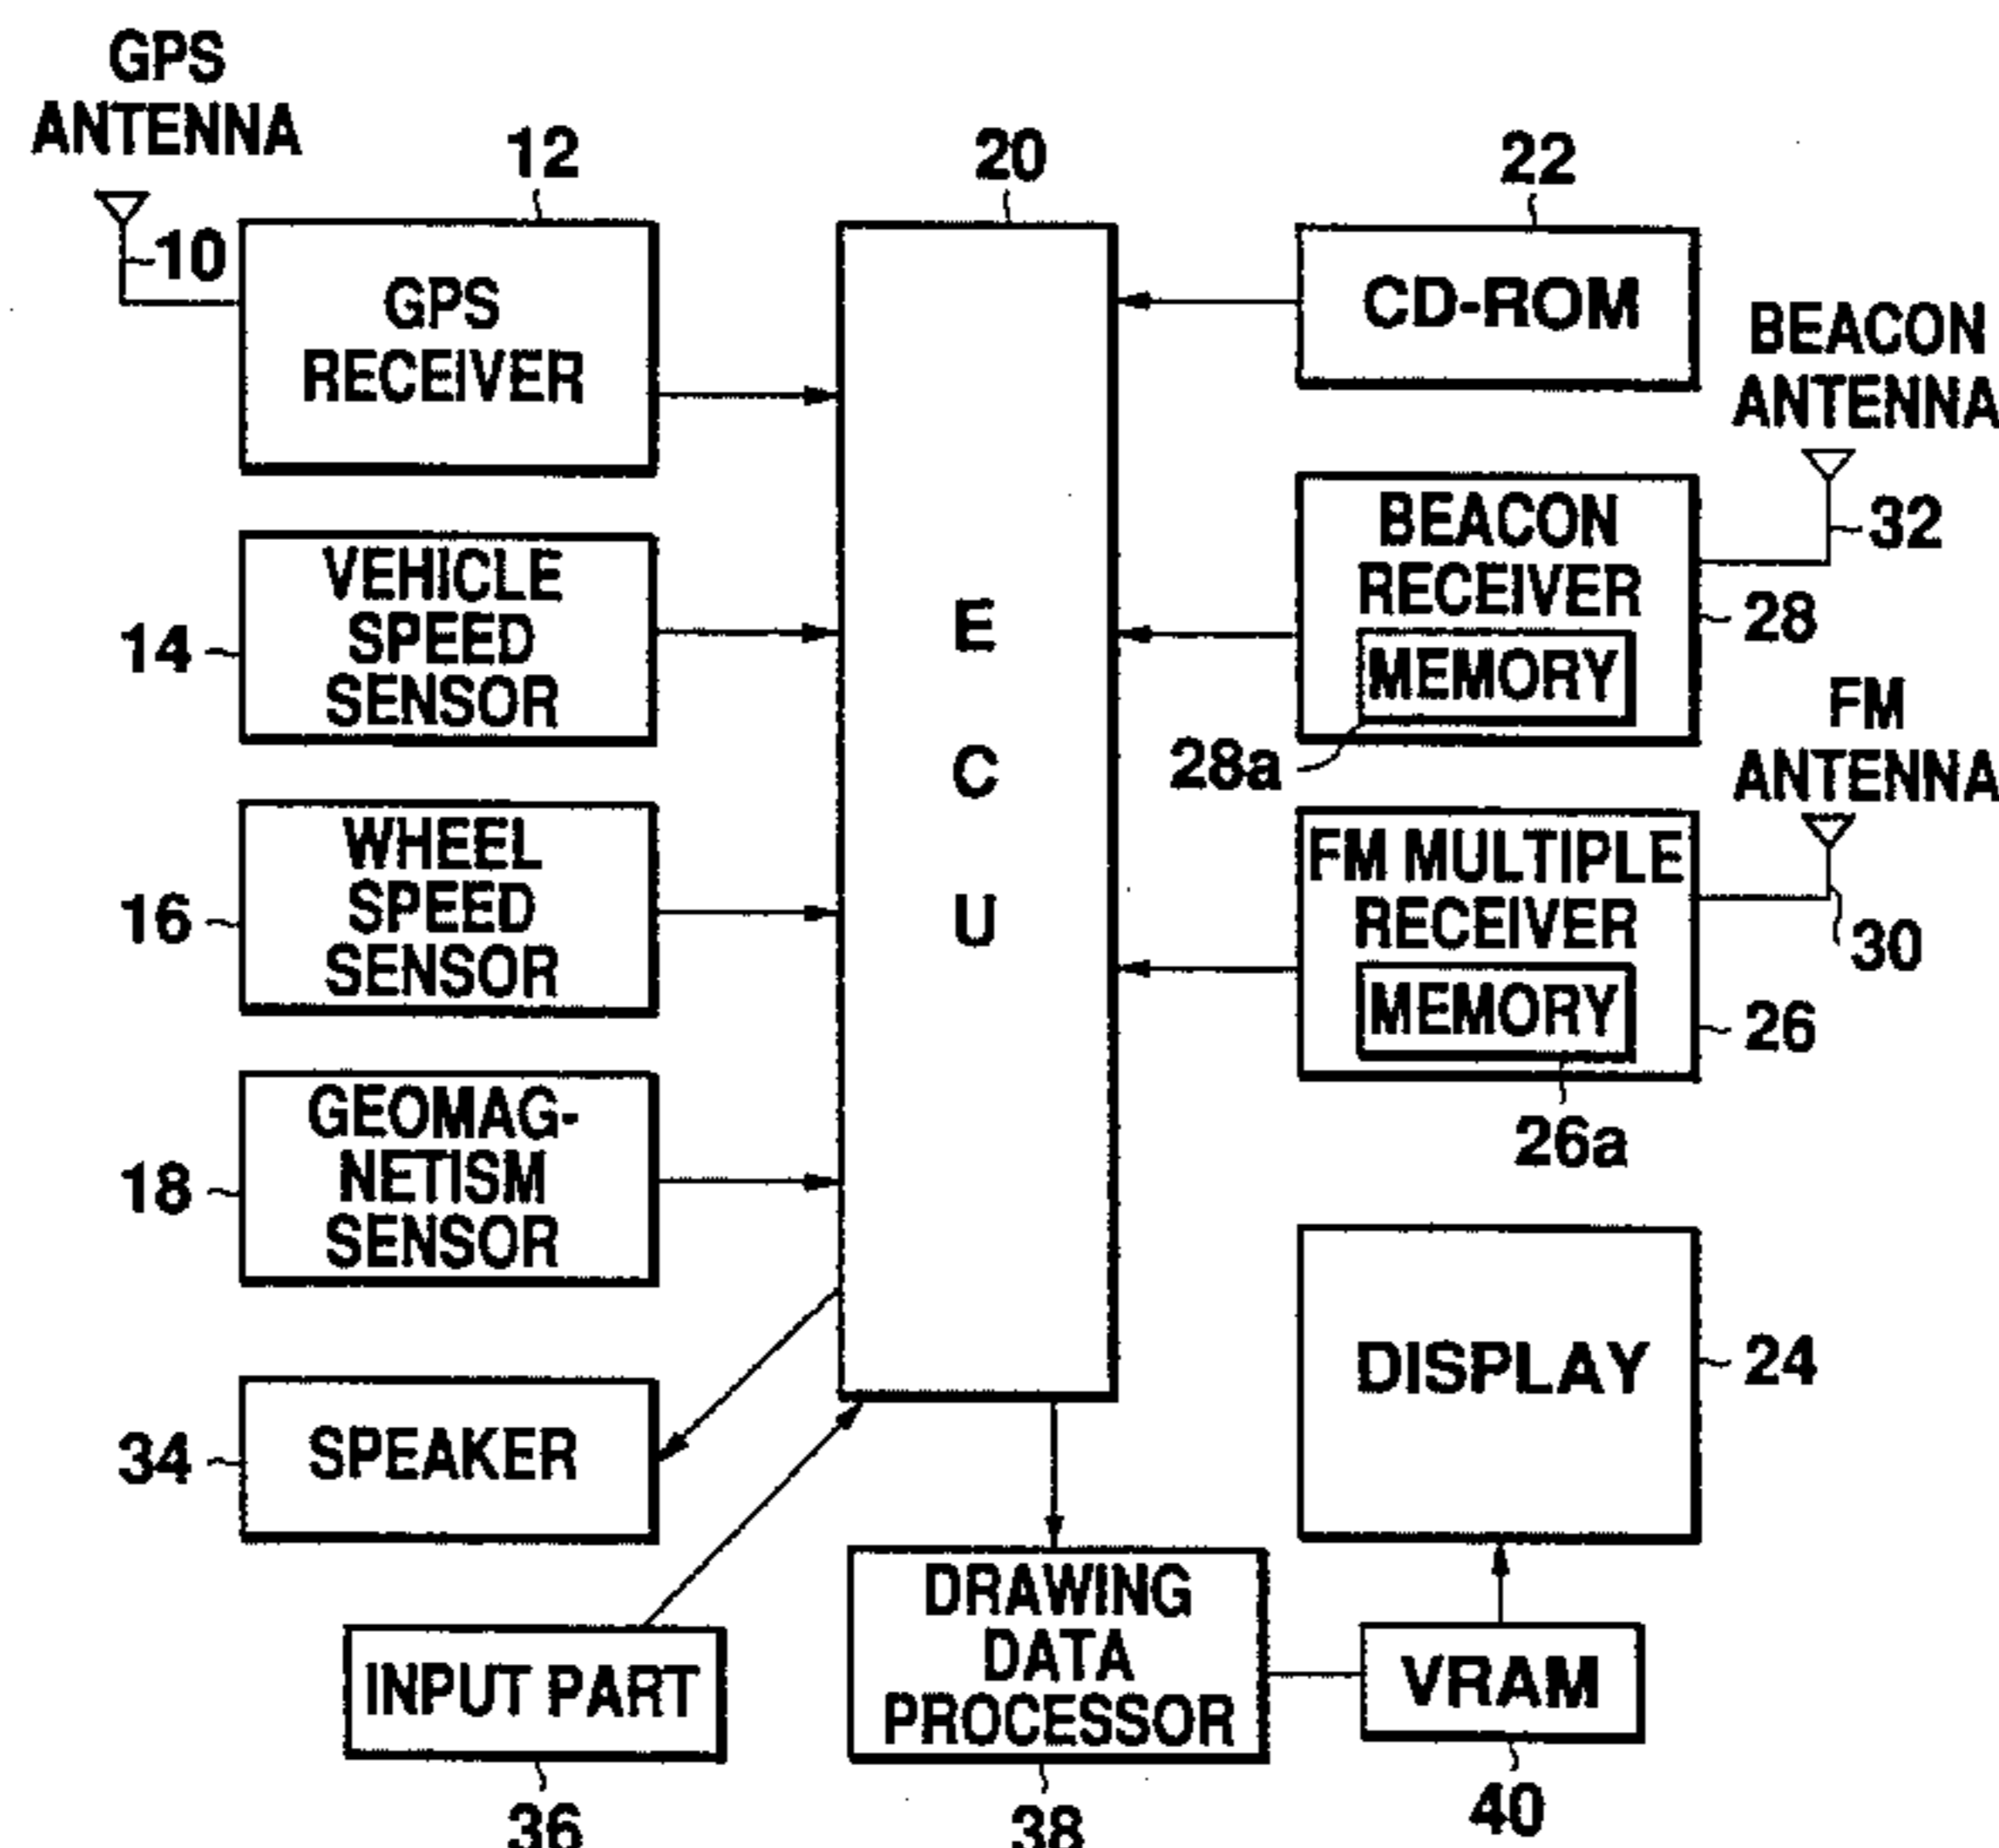 GPS
ANTENNA
10
12
GPS
RECEIVER
14
VEHICLE
SPEED
SENSOR
16
WHEEL
SPEED
SENSOR
18
GEOMAG-
NETISM
SENSOR
34
SPEAKER
INPUT PART
36
20
E
C
U
DRAWING
DATA
PROCESSOR
38
22
CD-ROM
BEACON
ANTENNA
32
BEACON
RECEIVER
MEMORY
28
28a
FM
ANTENNA
30
FM MULTIPLE
RECEIVER
MEMORY
26
26a
DISPLAY
24
VRAM
40